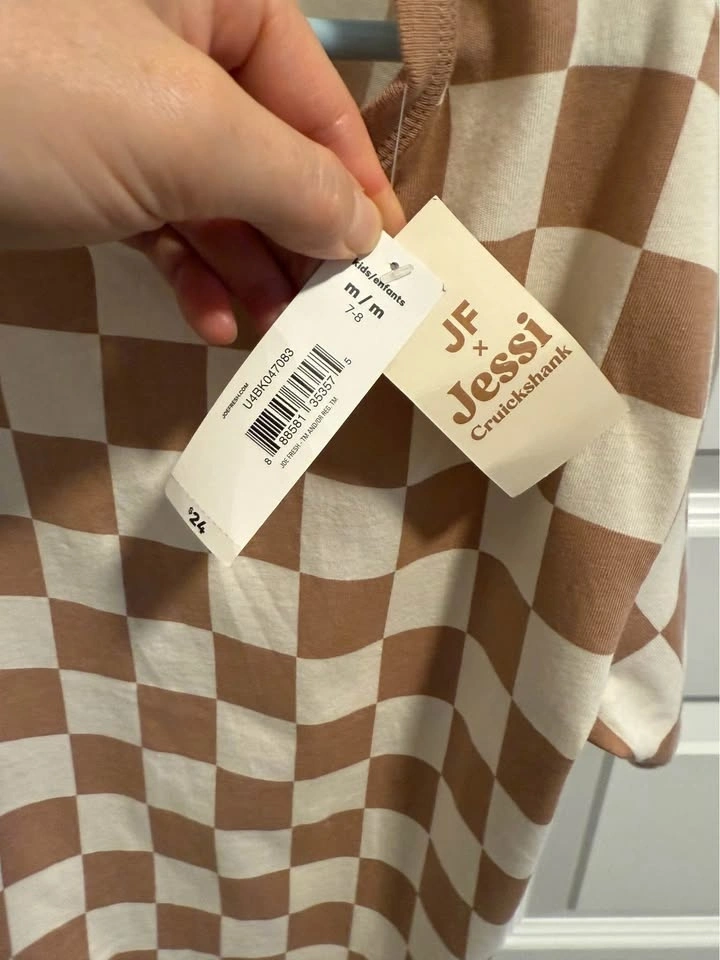 kids/enfants
m / m
7-8
JOEFRESH.COM
U4BK047083
8 88581 35357 5
JOE FRESH - TM AND/OR REG. TM
$24
JF
×
Jessi
Cruickshank